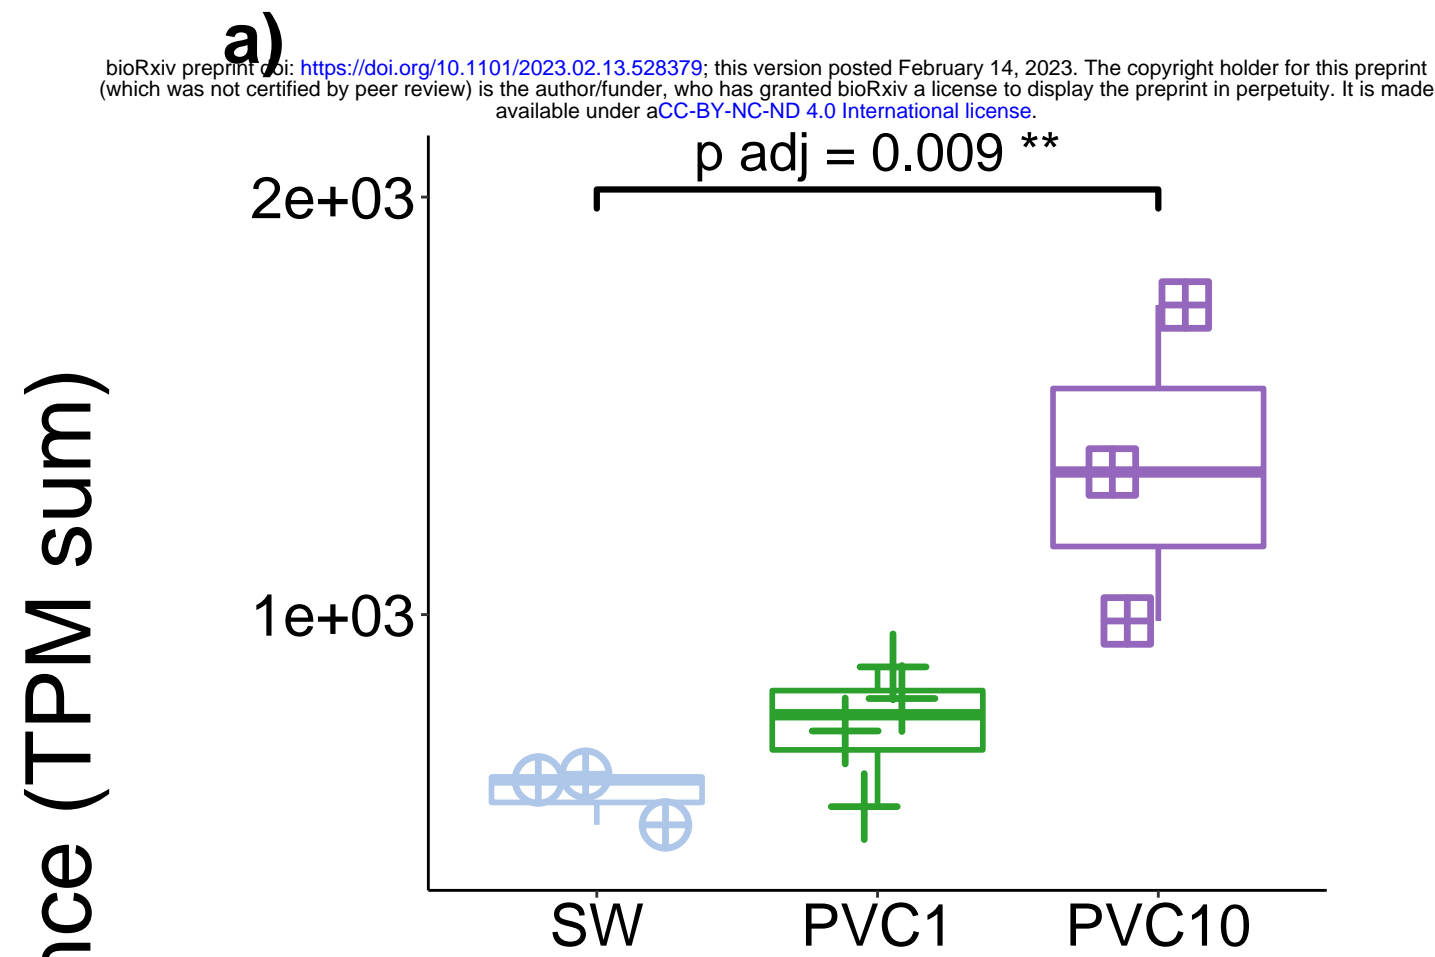 a)
bioRxiv preprint doi: https://doi.org/10.1101/2023.02.13.528379; this version posted February 14, 2023. The copyright holder for this preprint
(which was not certified by peer review) is the author/funder, who has granted bioRxiv a license to display the preprint in perpetuity. It is made
available under aCC-BY-NC-ND 4.0 International license.
p adj = 0.009 **
2e+03
1e+03
(TPM sum)
SW PVC1 PVC10